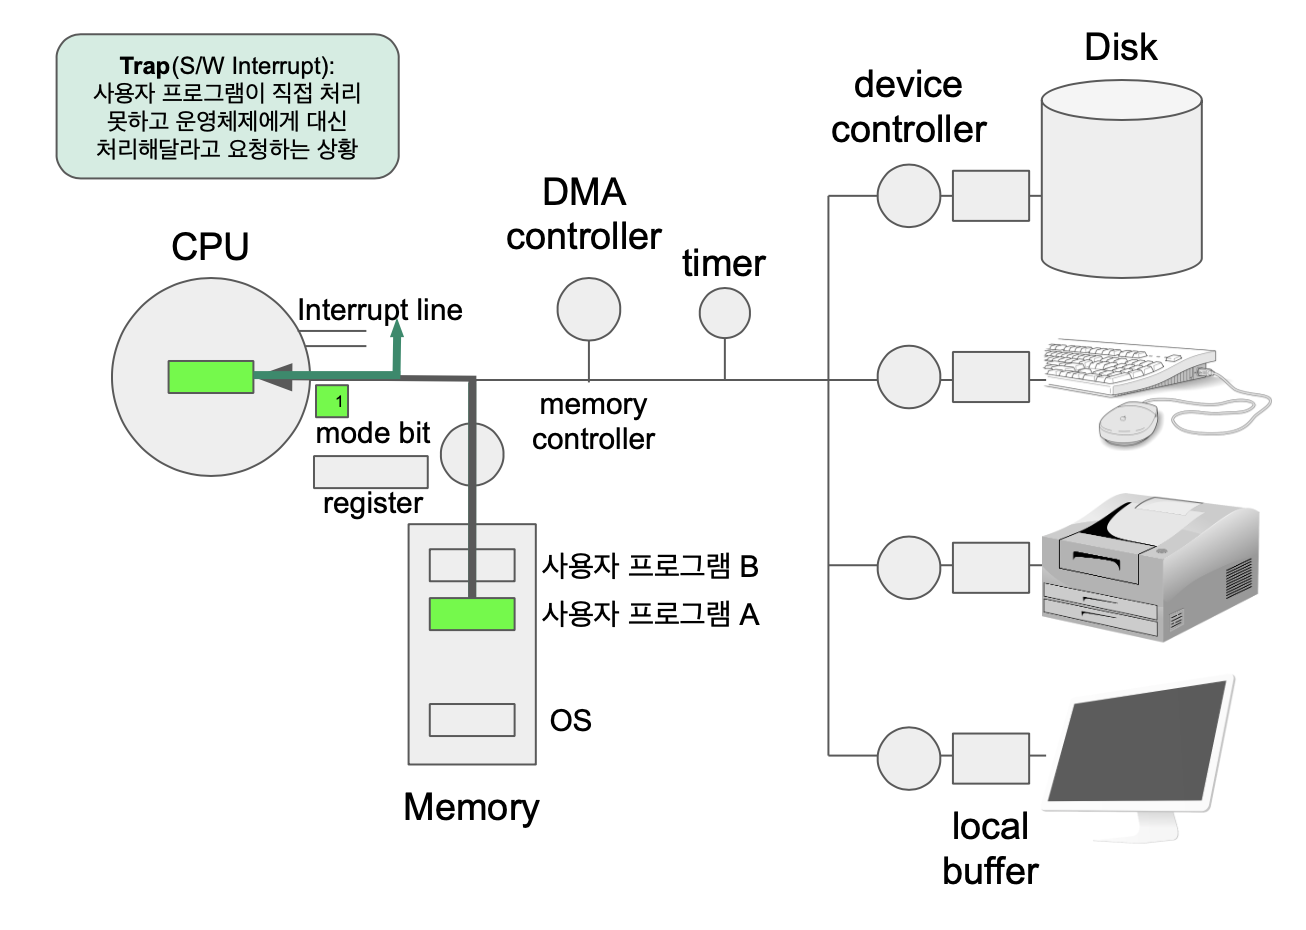 Trap(S/W Interrupt):
사용자 프로그램이 직접 처리
못하고 운영체제에게 대신
처리해달라고 요청하는 상황
Disk
device
controller
DMA
controller
timer
CPU
Interrupt line
1
mode bit
register
memory
controller
사용자 프로그램 B
사용자 프로그램 A
OS
Memory
local
buffer